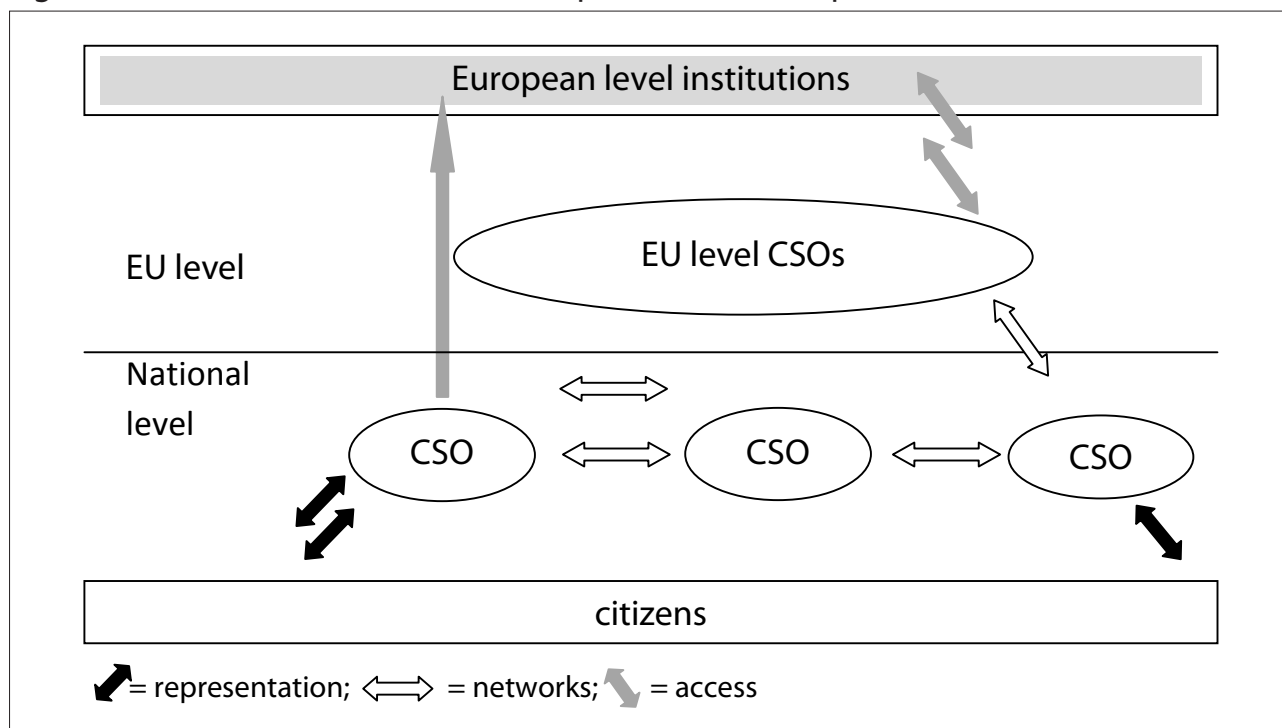 European level institutions
EU level CSOs
EU level
National
level
CSO
CSO
CSO
citizens
= representation; = networks; = access